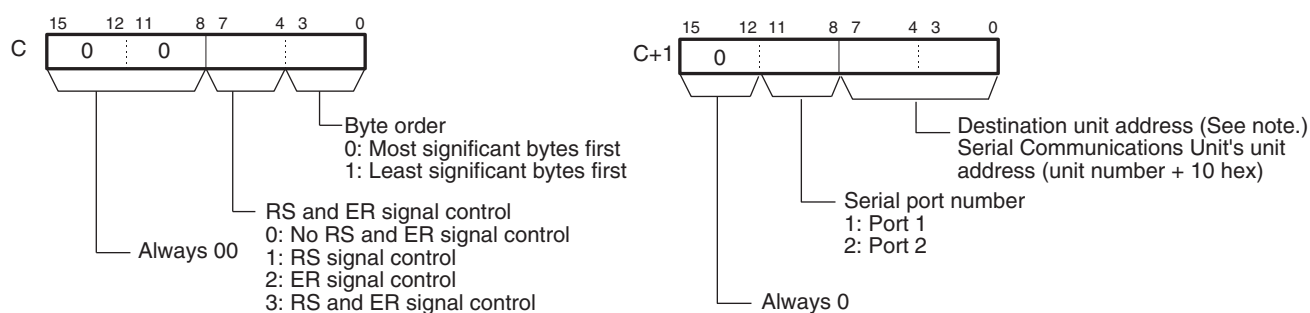 15 12 11 8 7 4 3 0
C 0 0
Byte order
0: Most significant bytes first
1: Least significant bytes first
RS and ER signal control
0: No RS and ER signal control
1: RS signal control
2: ER signal control
3: RS and ER signal control
Always 00
15 12 11 8 7 4 3 0
C+1 0
Destination unit address (See note.)
Serial Communications Unit's unit
address (unit number + 10 hex)
Serial port number
1: Port 1
2: Port 2
Always 0